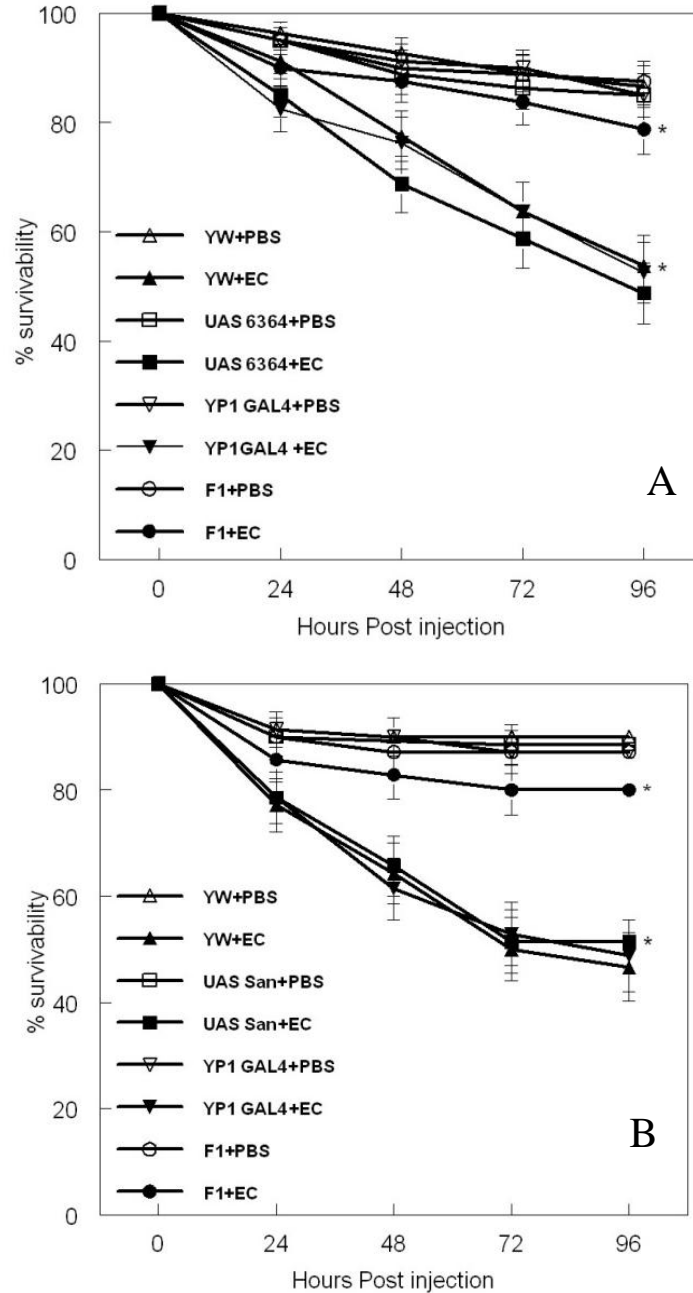 100
80
60
40
20
0
% survivability
YW+PBS
YW+EC
UAS 6364+PBS
UAS 6364+EC
YP1 GAL4+PBS
YP1GAL4 +EC
F1+PBS
F1+EC
*
*
A
0 24 48 72 96
Hours Post injection
100
80
60
40
20
0
% survivability
YW+PBS
YW+EC
UAS San+PBS
UAS San+EC
YP1 GAL4+PBS
YP1 GAL4+EC
F1+PBS
F1+EC
*
*
B
0 24 48 72 96
Hours Post injection